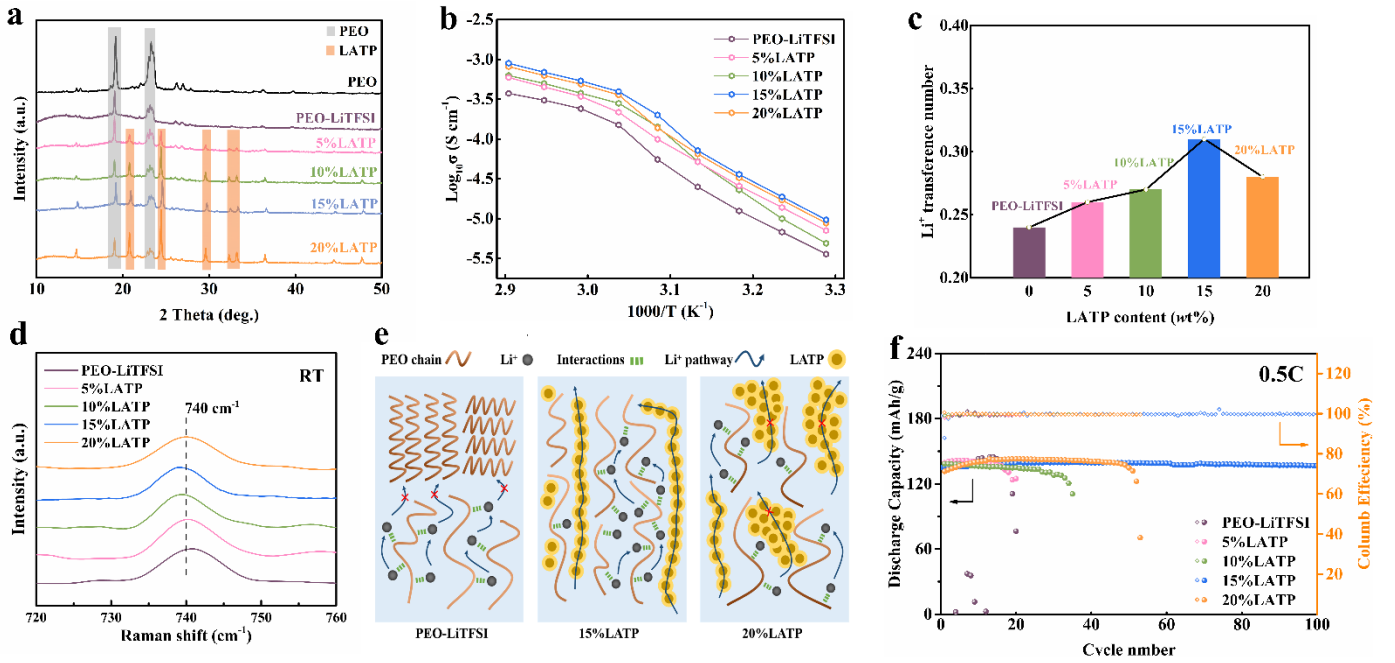 a
PEO
LATP
PEO
PEO-LiTFSI
5%LATP
10%LATP
15%LATP
20%LATP
Intensity (a.u.)
10 20 30 40 50
2 Theta (deg.)
b
-2.5
-3.0
-3.5
-4.0
-4.5
-5.0
-5.5
Log₁₀σ (S cm⁻¹)
PEO-LiTFSI
5%LATP
10%LATP
15%LATP
20%LATP
2.9 3.0 3.1 3.2 3.3
1000/T (K⁻¹)
c
0.40
0.35
0.30
0.25
0.20
Li⁺ transference number
PEO-LiTFSI
5%LATP
10%LATP
15%LATP
20%LATP
0 5 10 15 20
LATP content (wt%)
d
PEO-LiTFSI
5%LATP
10%LATP
15%LATP
20%LATP
RT
740 cm⁻¹
Intensity (a.u.)
720 730 740 750 760
Raman shift (cm⁻¹)
e
PEO chain Li⁺ Interactions Li⁺ pathway LATP
PEO-LiTFSI 15%LATP 20%LATP
f
240
180
120
60
0
Discharge Capacity (mAh/g)
0.5C
120
100
80
60
40
20
Columb Effeciency (%)
PEO-LiTFSI
5%LATP
10%LATP
15%LATP
20%LATP
0 20 40 60 80 100
Cycle nmber